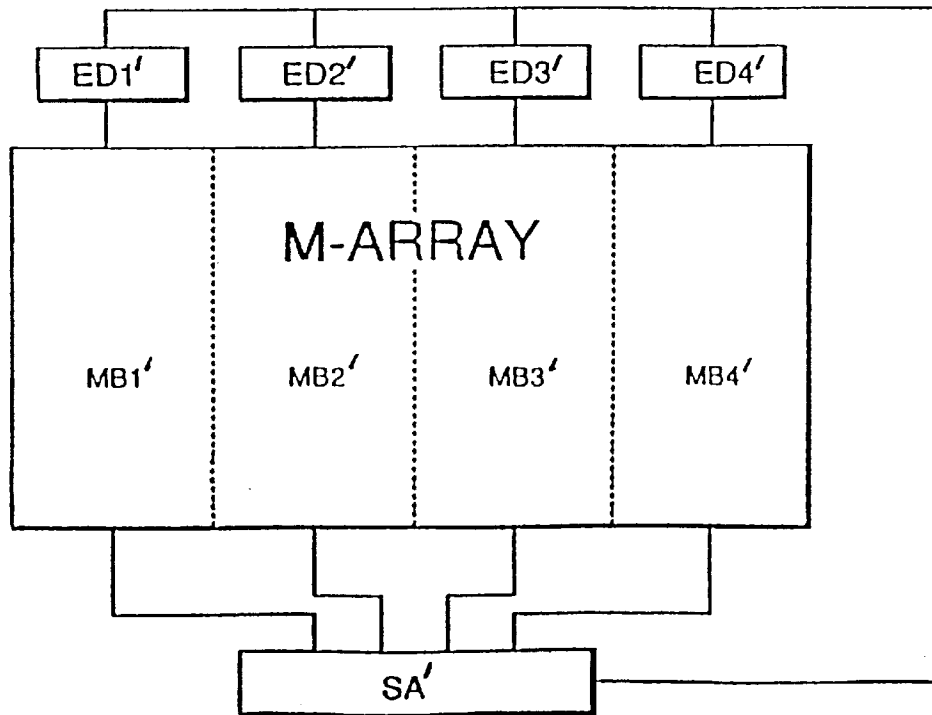 ED1′ ED2′ ED3′ ED4′
M-ARRAY
MB1′ MB2′ MB3′ MB4′
SA′